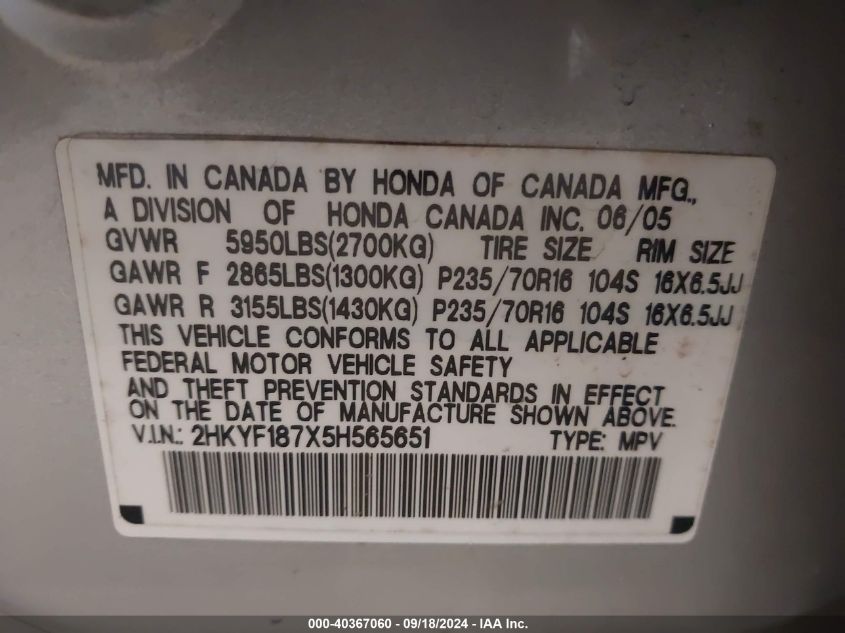 MFD. IN CANADA BY HONDA OF CANADA MFG.,
A DIVISION OF HONDA CANADA INC. 06/05
GVWR 5950LBS(2700KG) TIRE SIZE RIM SIZE
GAWR F 2865LBS(1300KG) P235/70R16 104S 16X6.5JJ
GAWR R 3155LBS(1430KG) P235/70R16 104S 16X6.5JJ
THIS VEHICLE CONFORMS TO ALL APPLICABLE
FEDERAL MOTOR VEHICLE SAFETY
AND THEFT PREVENTION STANDARDS IN EFFECT
ON THE DATE OF MANUFACTURE SHOWN ABOVE.
V.I.N.: 2HKYF187X5H565651 TYPE: MPV
000-40367060 - 09/18/2024 - IAA Inc.